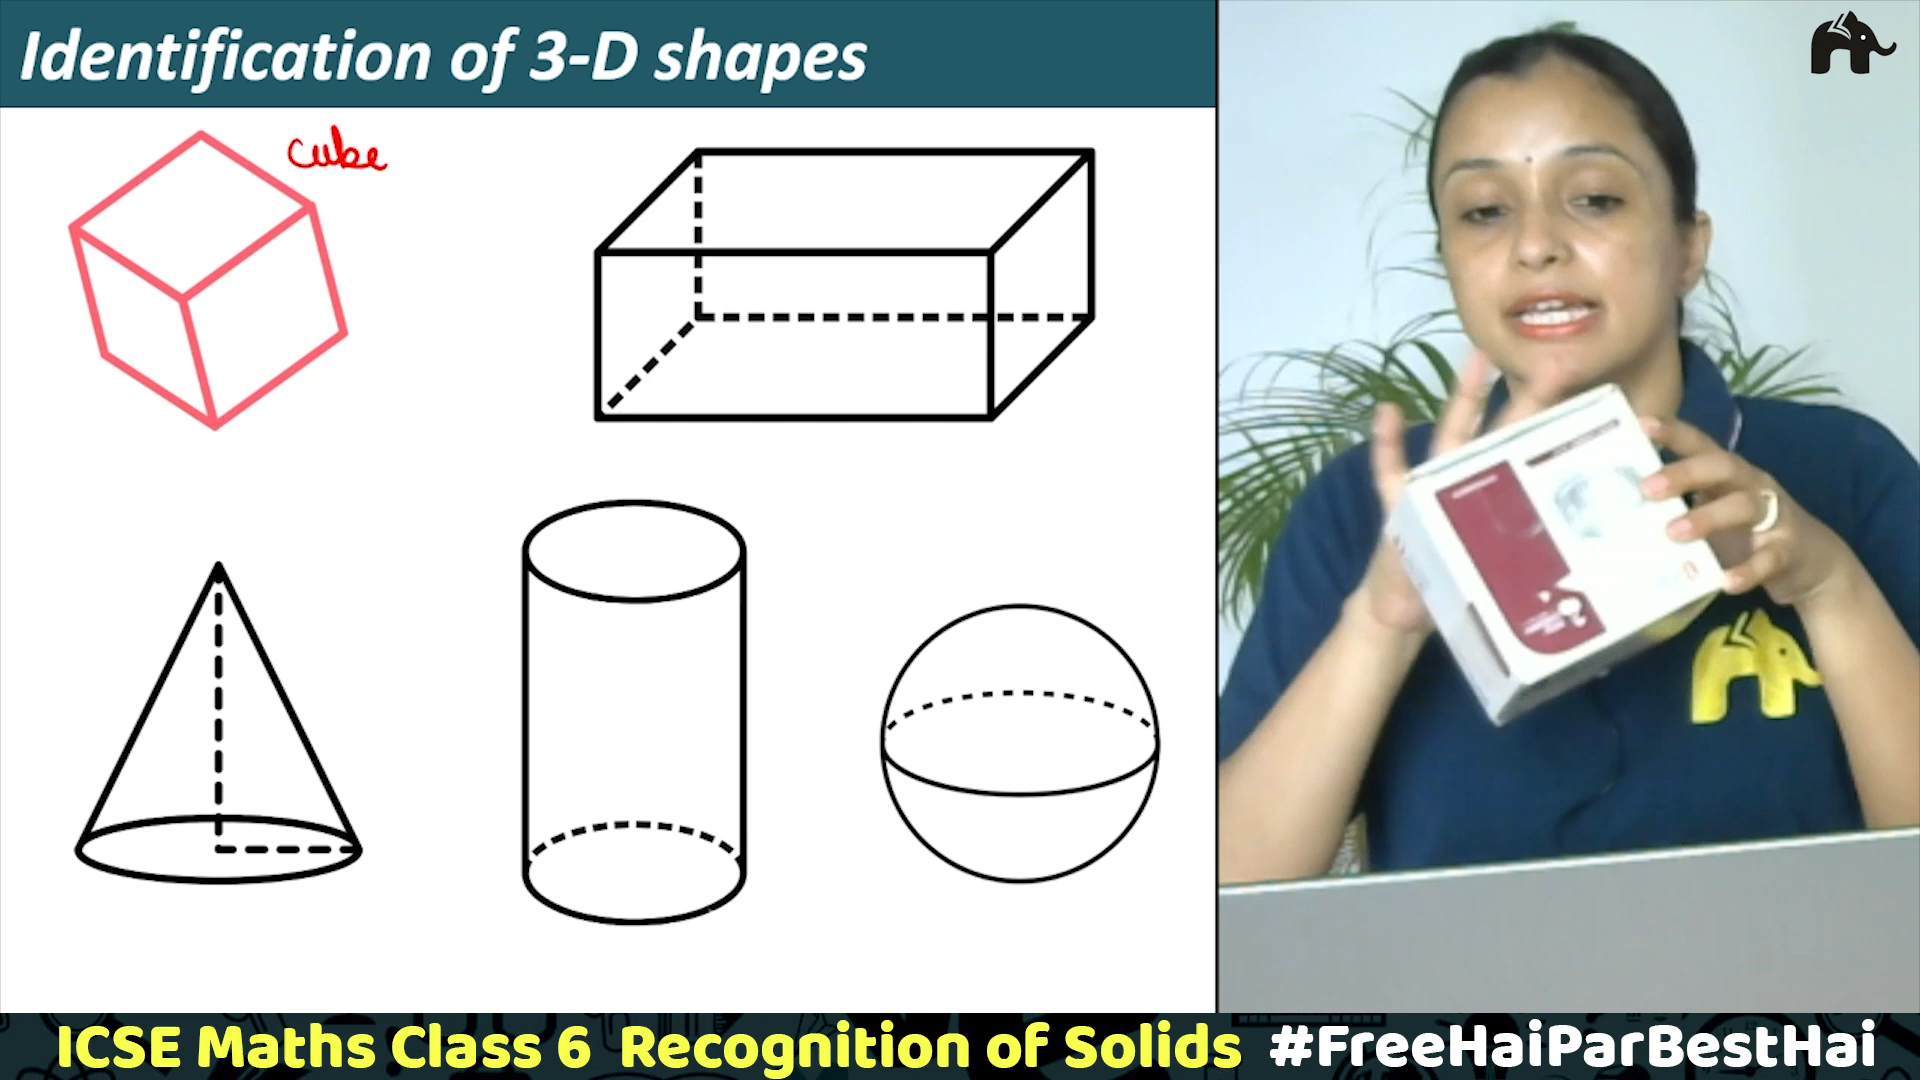 Identification of 3-D shapes
cube
ICSE Maths Class 6 Recognition of Solids #FreeHaiParBestHai